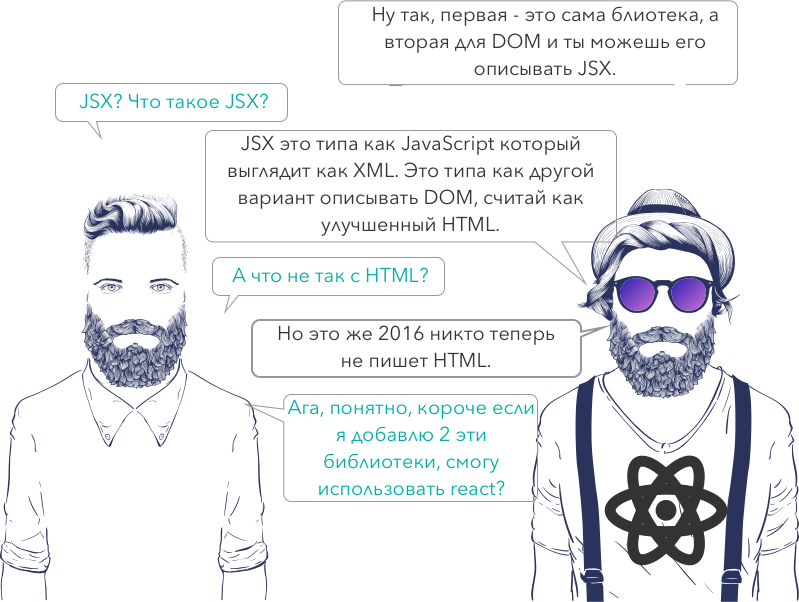 Ну так, первая - это сама блиотека, а
вторая для DOM и ты можешь его
описывать JSX.
JSX? Что такое JSX?
JSX это типа как JavaScript который
выглядит как XML. Это типа как другой
вариант описывать DOM, считай как
улучшенный HTML.
А что не так с HTML?
Но это же 2016 никто теперь
не пишет HTML.
Ага, понятно, короче если
я добавлю 2 эти
библиотеки, смогу
использовать react?